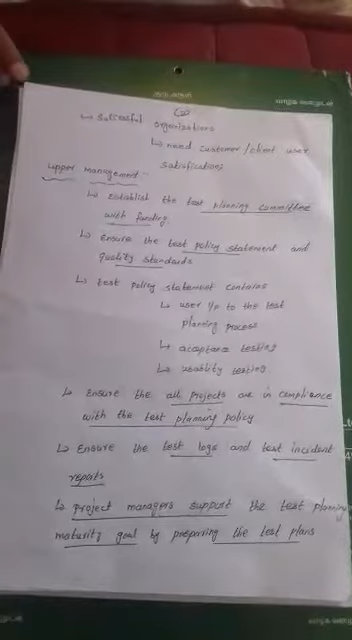 (2)
↳ Successful organizations
↳ need customer/client user
satisfactions
Upper Management:-
↳ Establish the test planning committee
with funding.
↳ Ensure the test policy statement and
quality standards
↳ test policy statement contains
↳ user i/p to the test
planning process
↳ acceptance testing
↳ usability testing
↳ Ensure the all projects are in compliance
with the test planning policy
↳ Ensure the test logs and test incident
reports
↳ project managers support the test planning
maturity goal by preparing the test plans